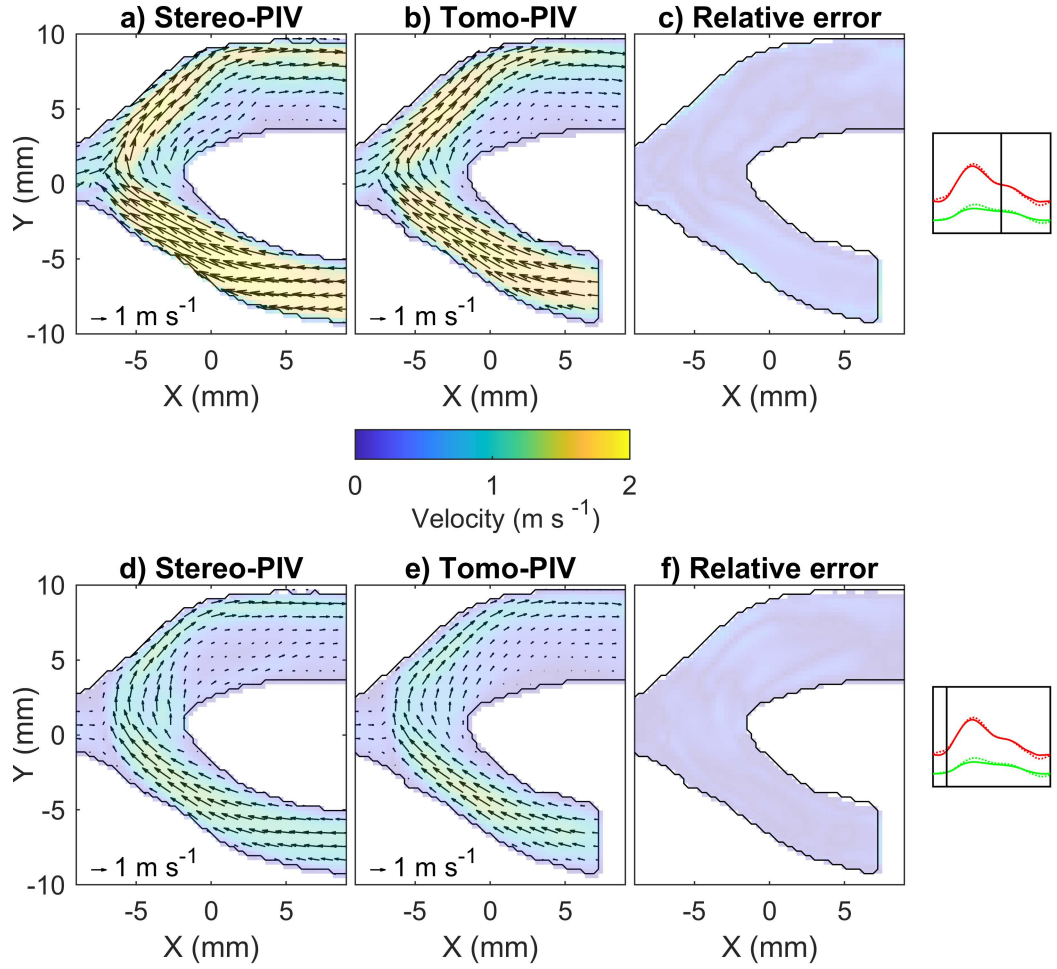 a) Stereo-PIV b) Tomo-PIV c) Relative error
10
5
0
-5
-10
Y (mm)
→ 1 m s⁻¹ → 1 m s⁻¹
-5 0 5 -5 0 5 -5 0 5
X (mm) X (mm) X (mm)
0 1 2
Velocity (m s ⁻¹)
d) Stereo-PIV e) Tomo-PIV f) Relative error
10
5
0
-5
-10
Y (mm)
→ 1 m s⁻¹ → 1 m s⁻¹
-5 0 5 -5 0 5 -5 0 5
X (mm) X (mm) X (mm)